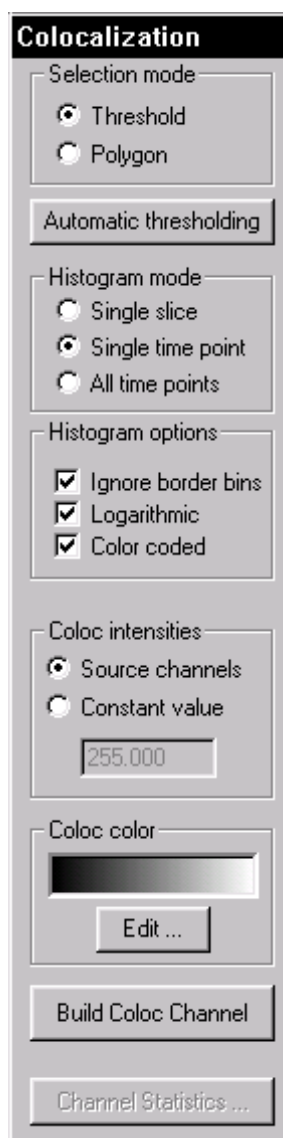 Colocalization
Selection mode
Threshold
Polygon
Automatic thresholding
Histogram mode
Single slice
Single time point
All time points
Histogram options
Ignore border bins
Logarithmic
Color coded
Coloc intensities
Source channels
Constant value
255.000
Coloc color
Edit ...
Build Coloc Channel
Channel Statistics ...